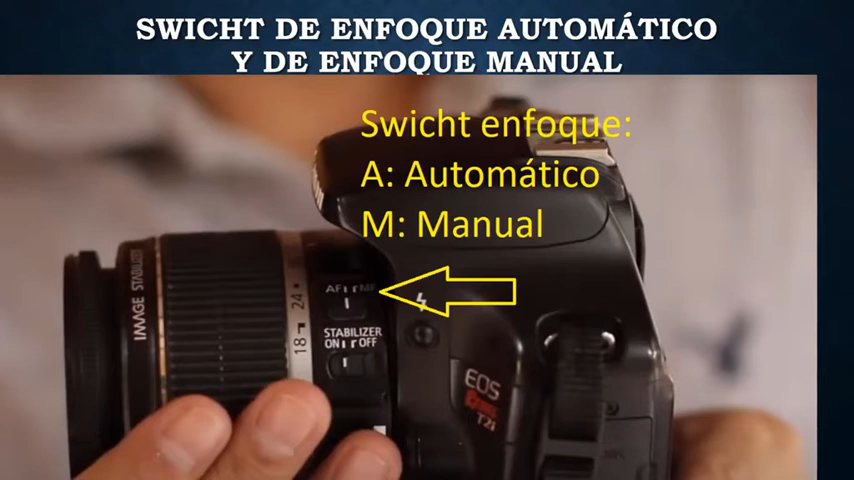 SWICHT DE ENFOQUE AUTOMÁTICO
Y DE ENFOQUE MANUAL
Swicht enfoque:
A: Automático
M: Manual
IMAGE STABILIZER
24
18
AF MF
STABILIZER
ON OFF
EOS
REBEL
T2i